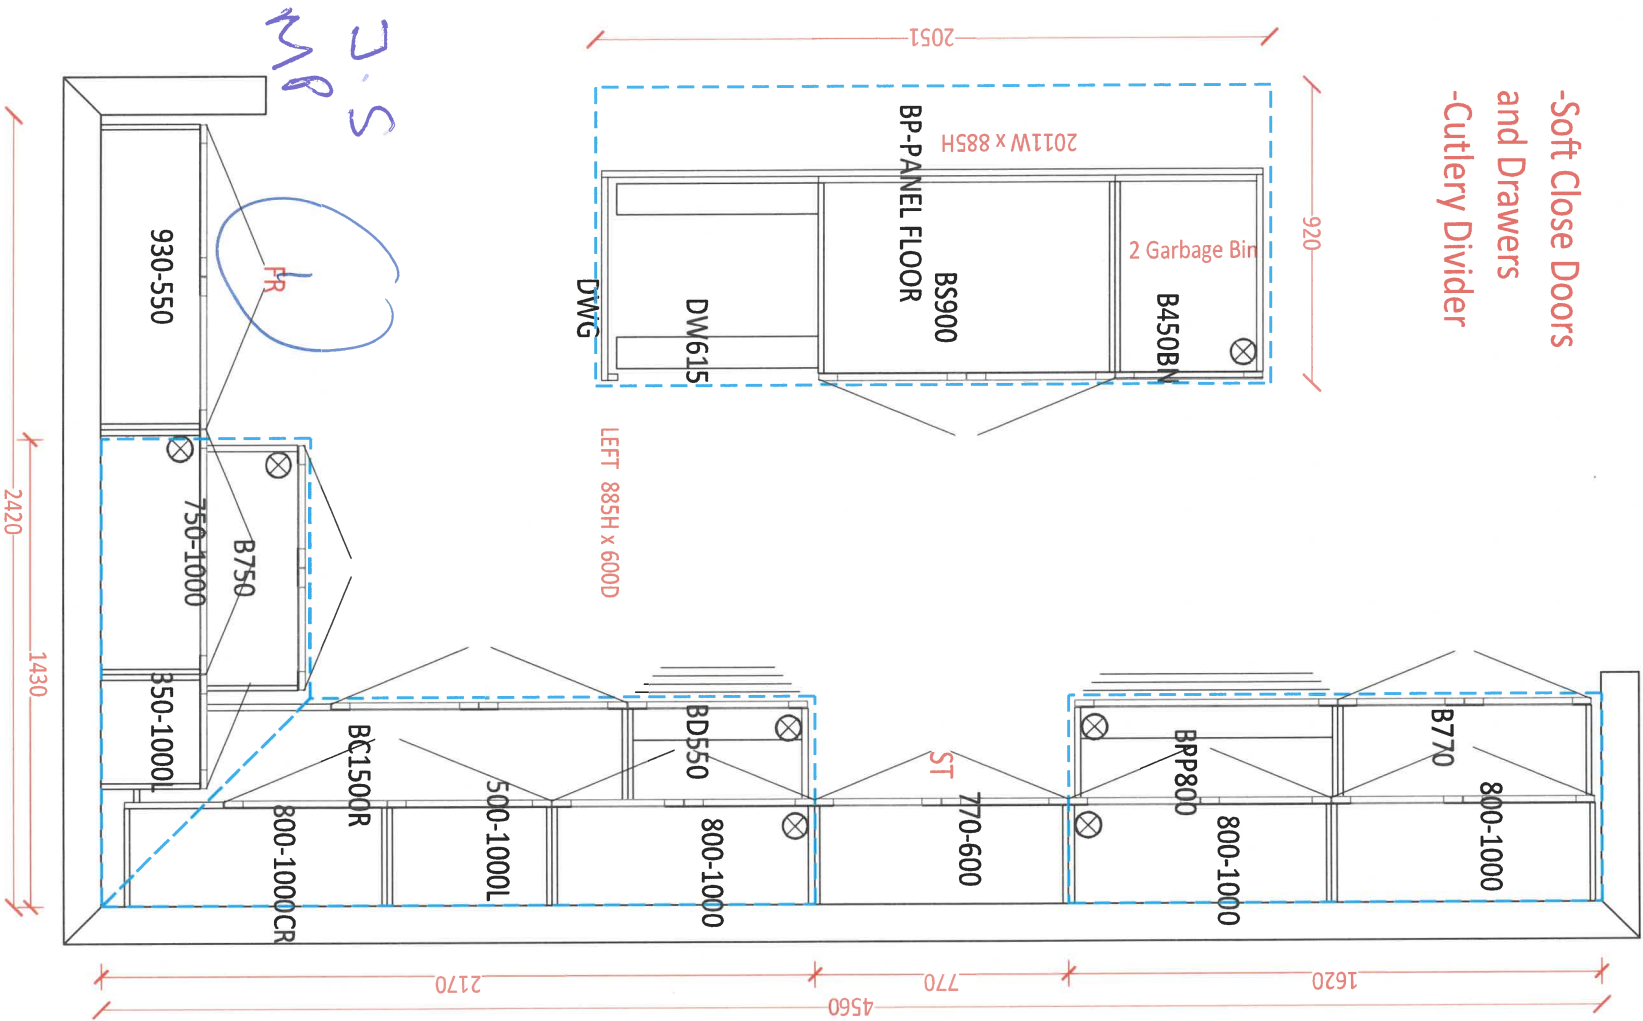 -Soft Close Doors
and Drawers
-Cutlery Divider
2051
920
2011W x 885H
BP-PANEL FLOOR
2 Garbage Bin
BS900
B450BN
DW615
DWG
LEFT 885H x 600D
930-550
FR
750-1000
B750
350-1000L
2420
1430
BC1500R
BD550
ST
BPP800
B770
800-1000CR
500-1000L
800-1000
770-600
800-1000
800-1000
2170
770
1620
4560